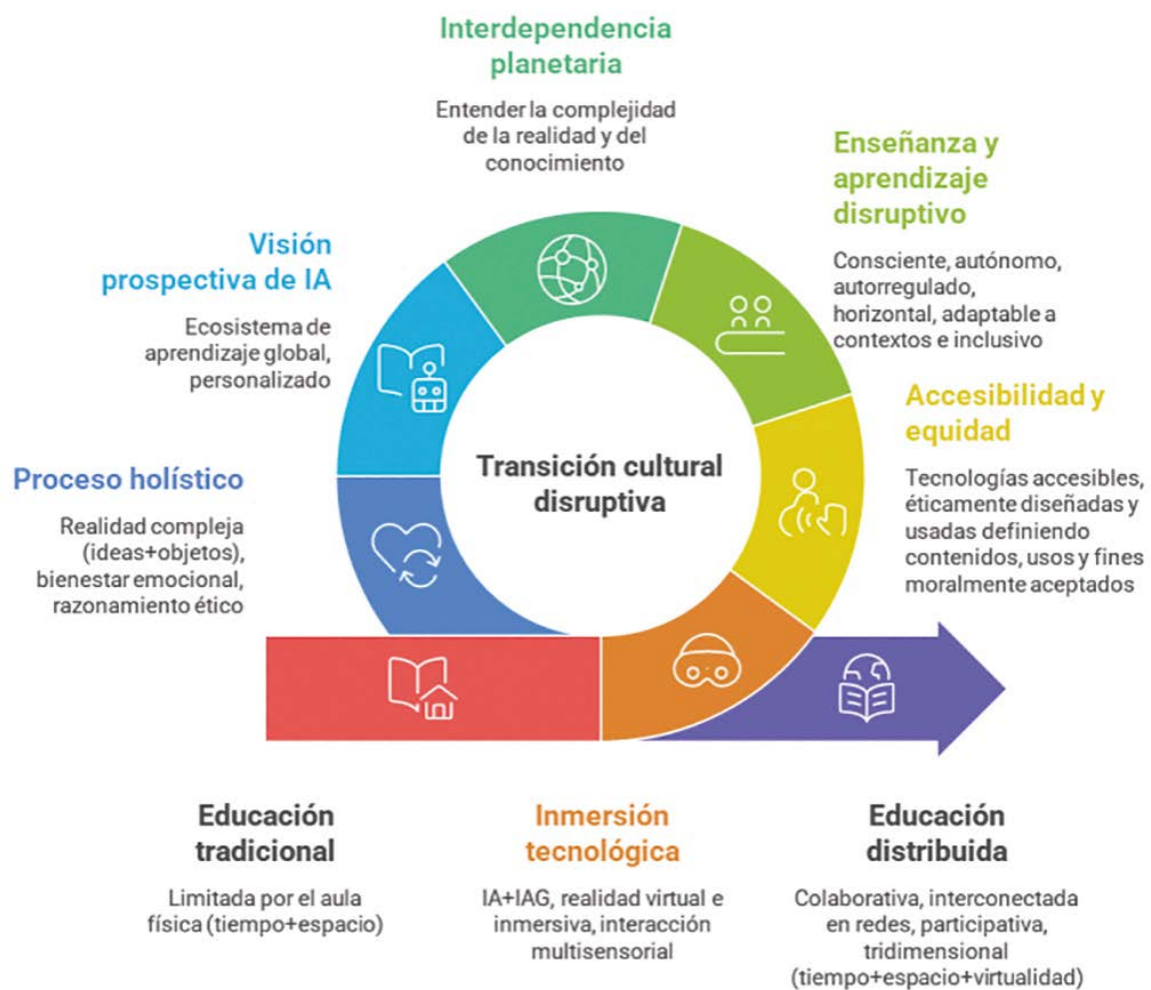 Interdependencia
planetaria
Entender la complejidad
de la realidad y del
conocimiento
Enseñanza y
aprendizaje
disruptivo
Consciente, autónomo,
autorregulado,
horizontal, adaptable a
contextos e inclusivo
Visión
prospectiva de IA
Ecosistema de
aprendizaje global,
personalizado
Accesibilidad y
equidad
Tecnologías accesibles,
éticamente diseñadas y
usadas definiendo
contenidos, usos y fines
moralmente aceptados
Transición cultural
disruptiva
Proceso holístico
Realidad compleja
(ideas+objetos),
bienestar emocional,
razonamiento ético
Educación
tradicional
Limitada por el aula
física (tiempo+espacio)
Inmersión
tecnológica
IA+IAG, realidad virtual e
inmersiva, interacción
multisensorial
Educación
distribuida
Colaborativa, interconectada
en redes, participativa,
tridimensional
(tiempo+espacio+virtualidad)